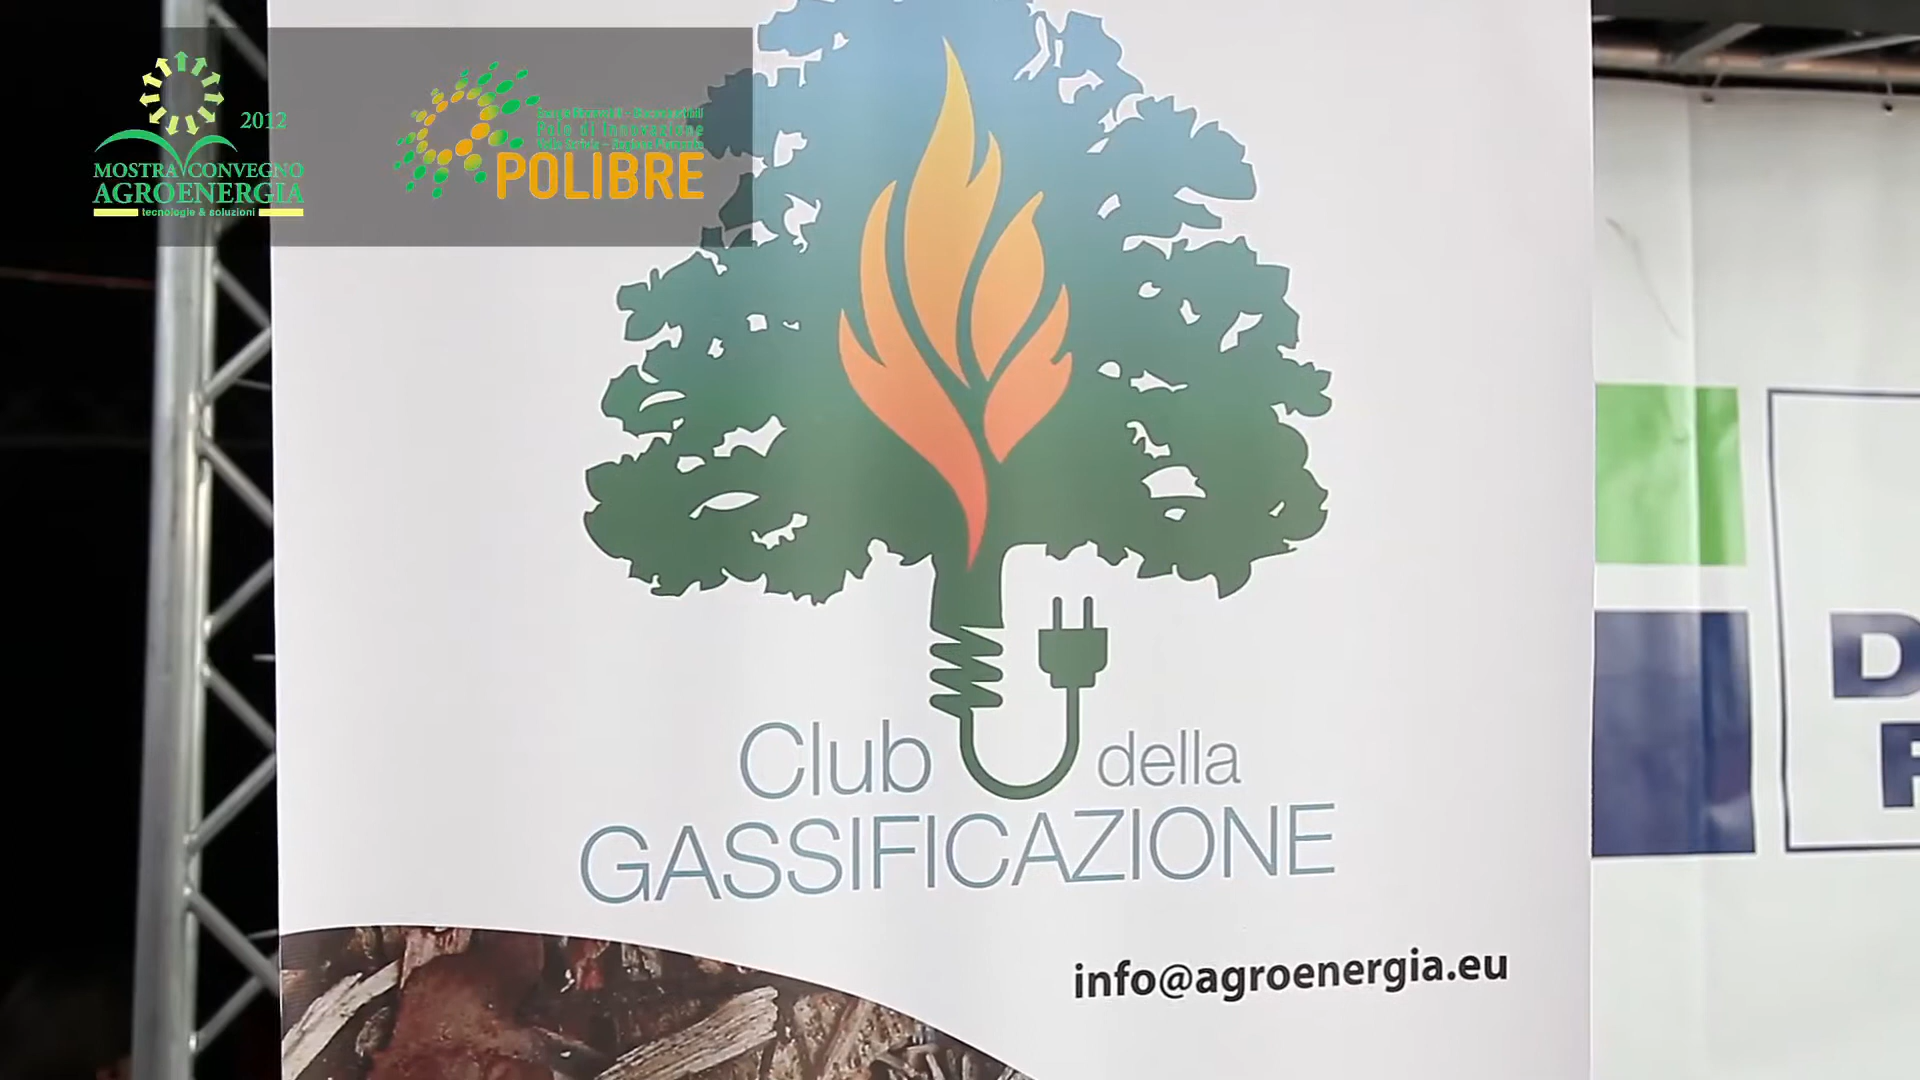 2012
MOSTRA CONVEGNO
AGROENERGIA
tecnologie & soluzioni
Polo di Innovazione
POLIBRE
Club della
GASSIFICAZIONE
info@agroenergia.eu